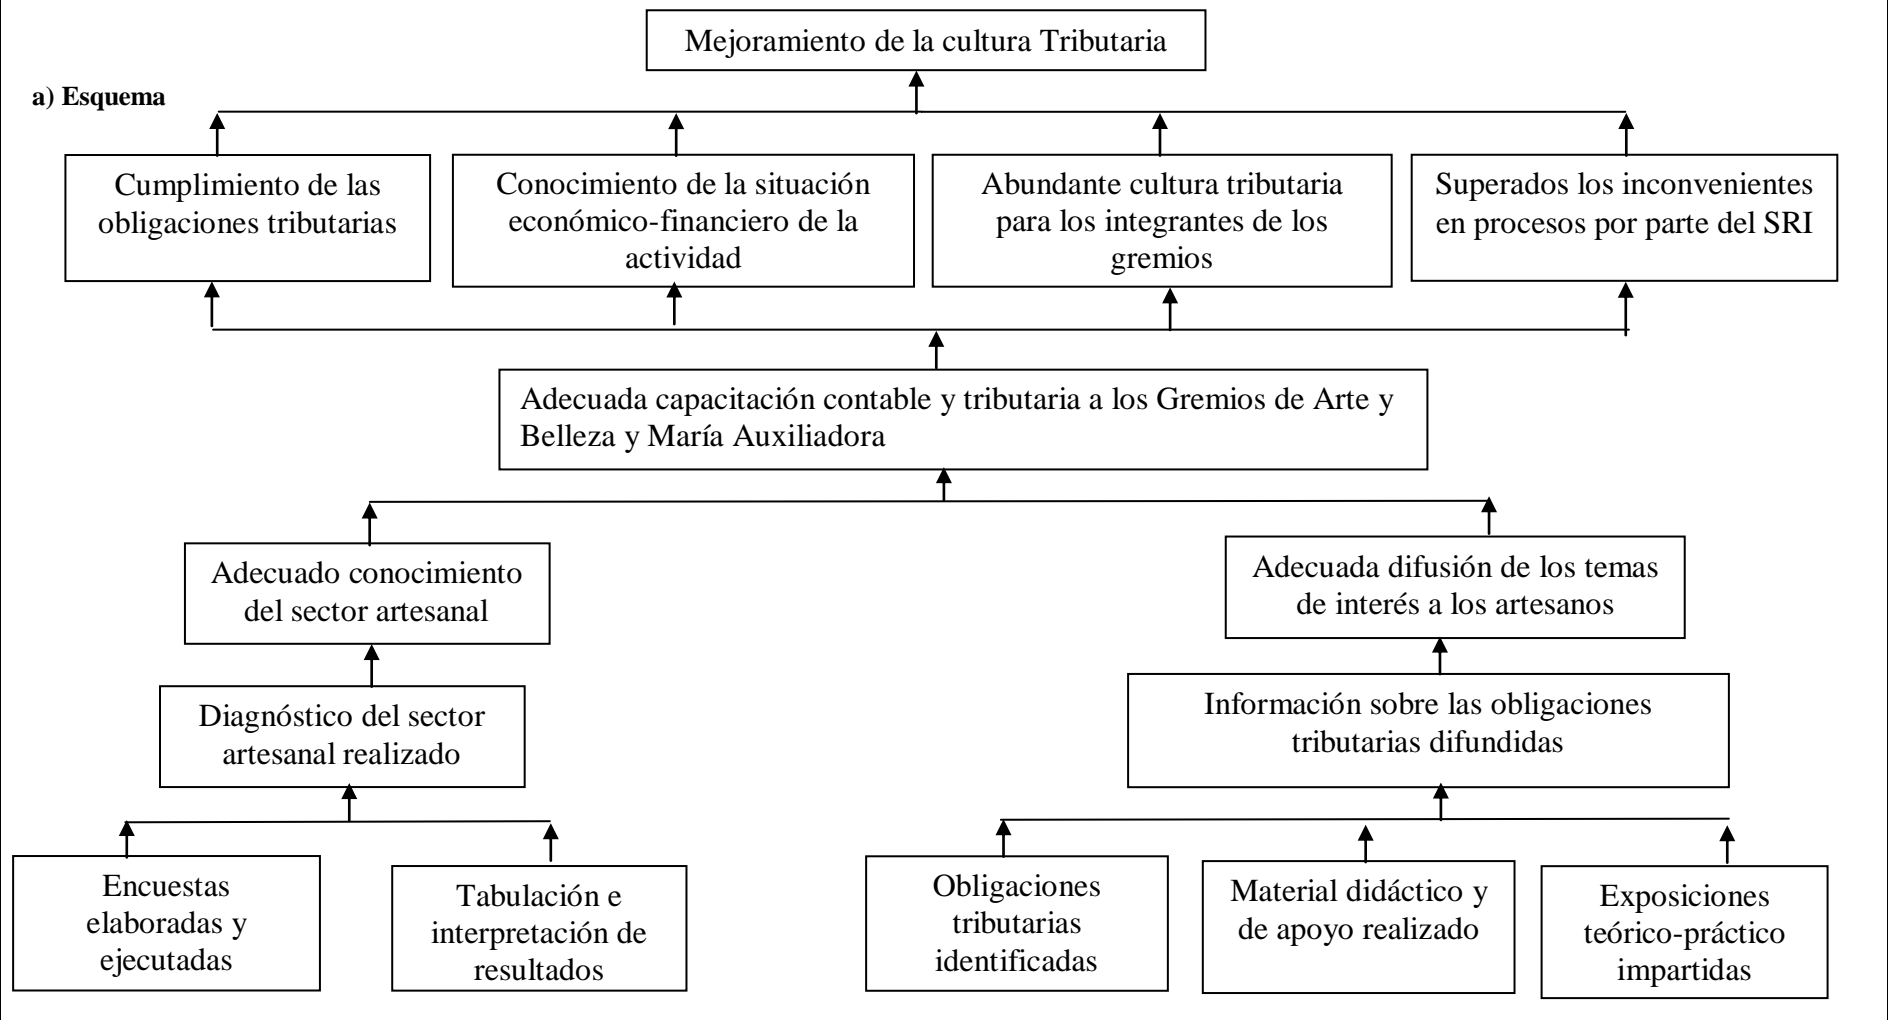 Mejoramiento de la cultura Tributaria
a) Esquema
Cumplimiento de las
obligaciones tributarias
Conocimiento de la situación
económico-financiero de la
actividad
Abundante cultura tributaria
para los integrantes de los
gremios
Superados los inconvenientes
en procesos por parte del SRI
Adecuada capacitación contable y tributaria a los Gremios de Arte y
Belleza y María Auxiliadora
Adecuado conocimiento
del sector artesanal
Adecuada difusión de los temas
de interés a los artesanos
Diagnóstico del sector
artesanal realizado
Información sobre las obligaciones
tributarias difundidas
Encuestas
elaboradas y
ejecutadas
Tabulación e
interpretación de
resultados
Obligaciones
tributarias
identificadas
Material didáctico y
de apoyo realizado
Exposiciones
teórico-práctico
impartidas